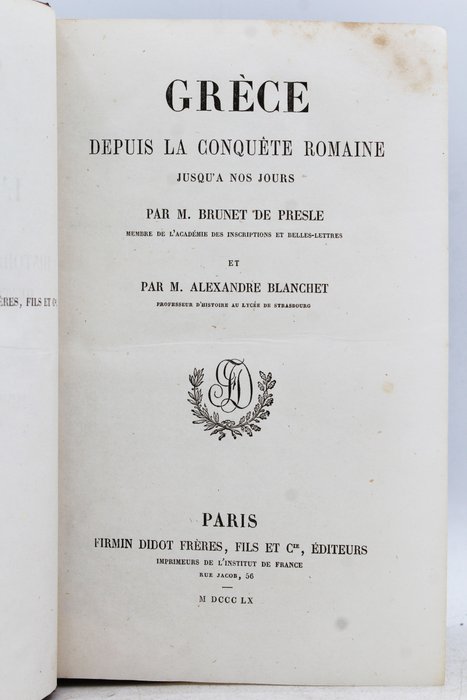 GRÈCE
DEPUIS LA CONQUÊTE ROMAINE
JUSQU'A NOS JOURS
PAR M. BRUNET DE PRESLE
MEMBRE DE L'ACADÉMIE DES INSCRIPTIONS ET BELLES-LETTRES
ET
PAR M. ALEXANDRE BLANCHET
PROFESSEUR D'HISTOIRE AU LYCÉE DE STRASBOURG
FD
PARIS
FIRMIN DIDOT FRÈRES, FILS ET Cie, ÉDITEURS
IMPRIMEURS DE L'INSTITUT DE FRANCE
RUE JACOB, 56
M DCCC LX
FILS ET